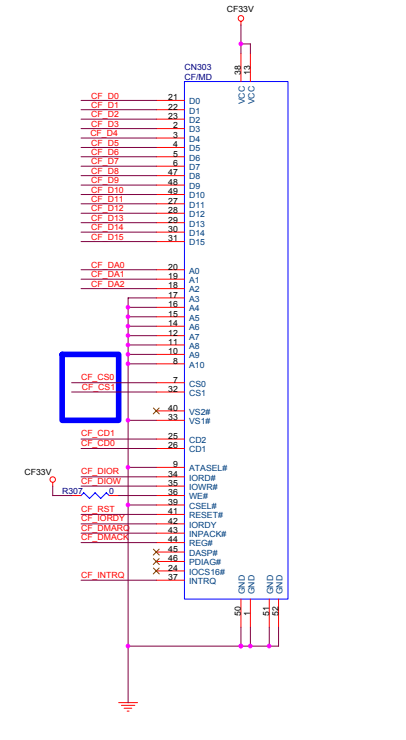 CF33V
CN303
CF/MD
38 13
VCC VCC
CF_D0 21 D0
CF_D1 22 D1
CF_D2 23 D2
CF_D3 2 D3
CF_D4 3 D4
CF_D5 4 D5
CF_D6 5 D6
CF_D7 6 D7
CF_D8 47 D8
CF_D9 48 D9
CF_D10 49 D10
CF_D11 27 D11
CF_D12 28 D12
CF_D13 29 D13
CF_D14 30 D14
CF_D15 31 D15
CF_DA0 20 A0
CF_DA1 19 A1
CF_DA2 18 A2
17 A3
16 A4
15 A5
14 A6
12 A7
11 A8
10 A9
8 A10
CF_CS0 7 CS0
CF_CS1 32 CS1
40 VS2#
33 VS1#
CF_CD1 25 CD2
CF_CD0 26 CD1
9 ATASEL#
CF33V
CF_DIOR 34 IORD#
CF_DIOW 35 IOWR#
R307 0 36 WE#
39 CSEL#
CF_RST 41 RESET#
CF_IORDY 42 IORDY
CF_DMARQ 43 INPACK#
CF_DMACK 44 REG#
45 DASP#
46 PDIAG#
24 IOCS16#
CF_INTRQ 37 INTRQ
GND GND GND GND
50 1 51 52